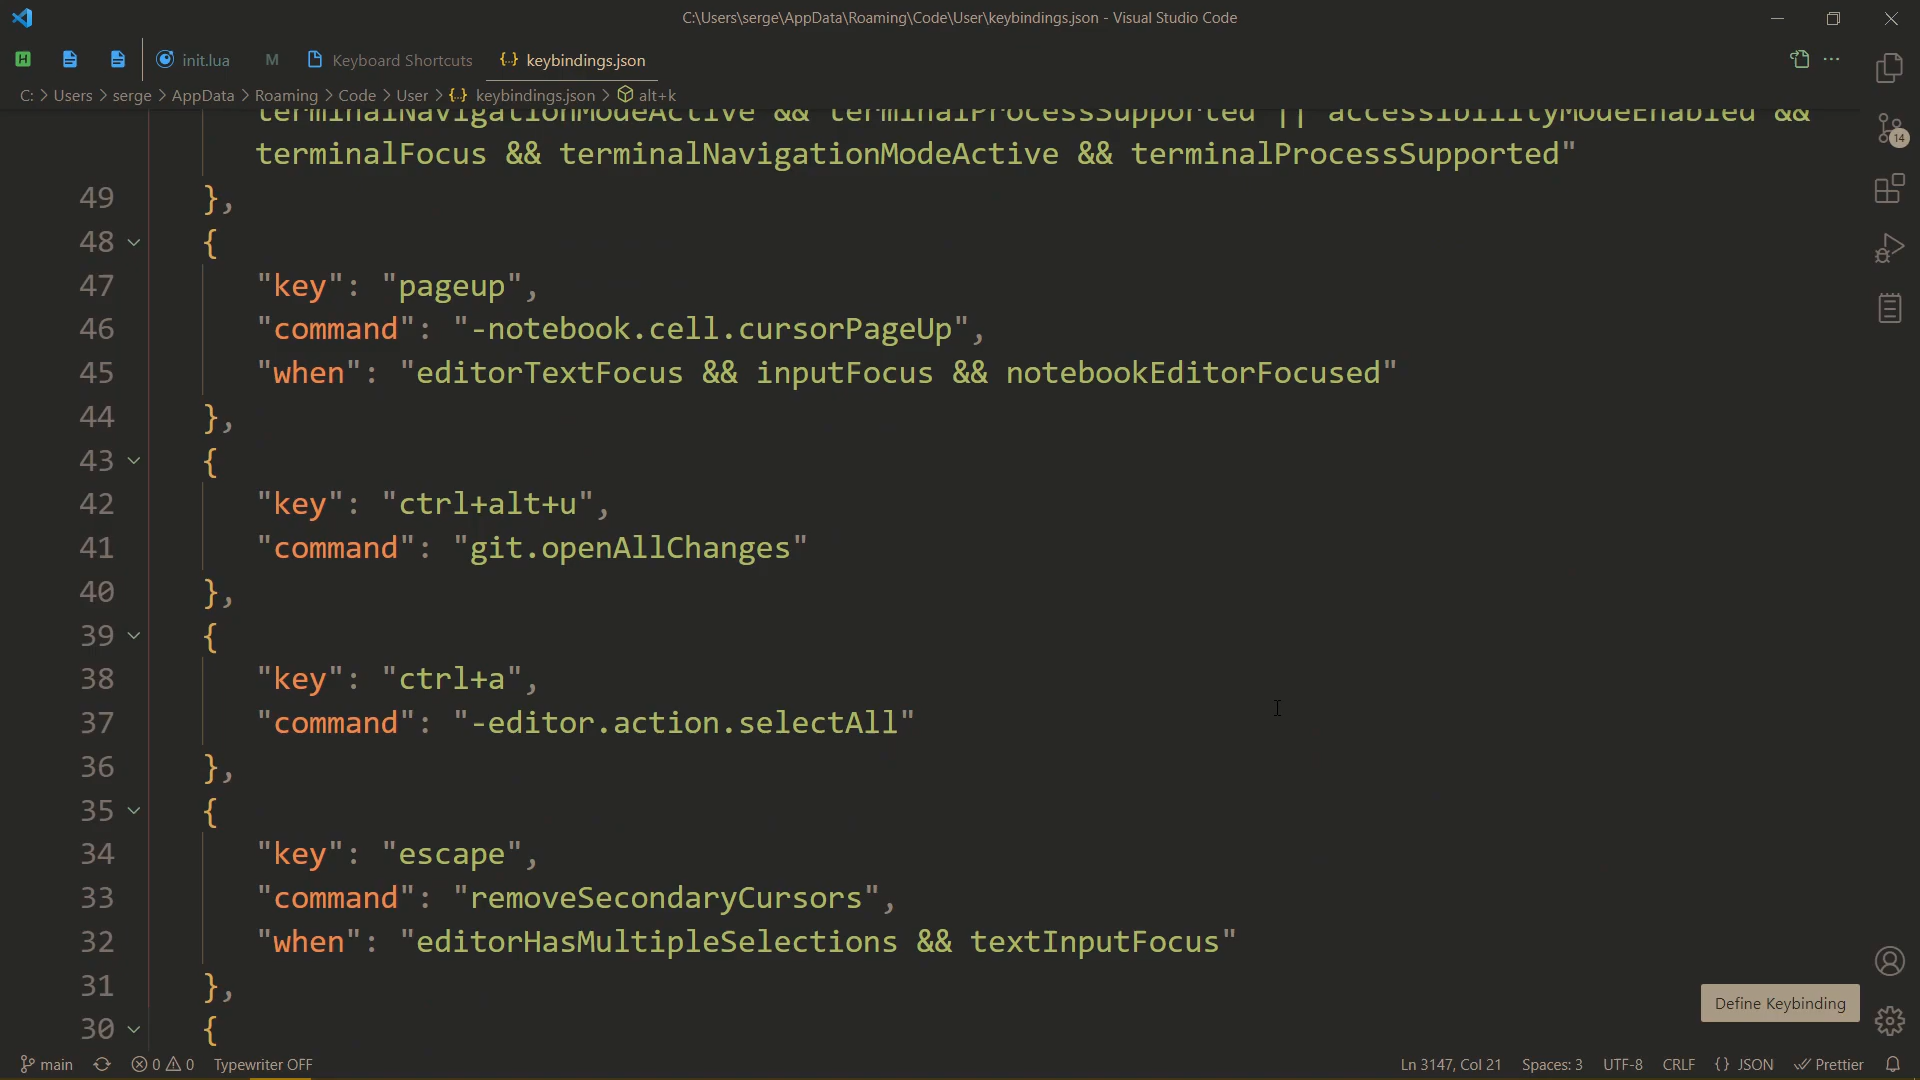 C:\Users\serge\AppData\Roaming\Code\User\keybindings.json - Visual Studio Code
init.lua M Keyboard Shortcuts keybindings.json
C: > Users > serge > AppData > Roaming > Code > User > {·} keybindings.json > alt+k
terminalNavigationModeActive && terminalProcessSupported || accessibilityModeEnabled &&
terminalFocus && terminalNavigationModeActive && terminalProcessSupported"
49 },
48 {
47 "key": "pageup",
46 "command": "-notebook.cell.cursorPageUp",
45 "when": "editorTextFocus && inputFocus && notebookEditorFocused"
44 },
43 {
42 "key": "ctrl+alt+u",
41 "command": "git.openAllChanges"
40 },
39 {
38 "key": "ctrl+a",
37 "command": "-editor.action.selectAll"
36 },
35 {
34 "key": "escape",
33 "command": "removeSecondaryCursors",
32 "when": "editorHasMultipleSelections && textInputFocus"
31 },
30 {
14
Define Keybinding
main 0 0 Typewriter OFF Ln 3147, Col 21 Spaces: 3 UTF-8 CRLF {} JSON Prettier